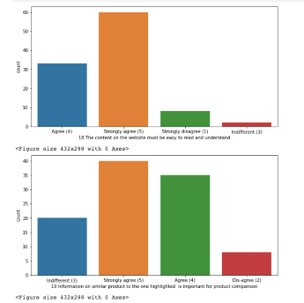 60
50
40
30
20
10
0
count
Agree (4) Strongly agree (5) Strongly disagree (1) Indifferent (3)
18 The content on the website must be easy to read and understand
<Figure size 432x288 with 0 Axes>
40
35
30
25
20
15
10
5
0
count
Indifferent (3) Strongly agree (5) Agree (4) Dis-agree (2)
19 Information on similar product to the one highlighted is important for product comparison
<Figure size 432x288 with 0 Axes>